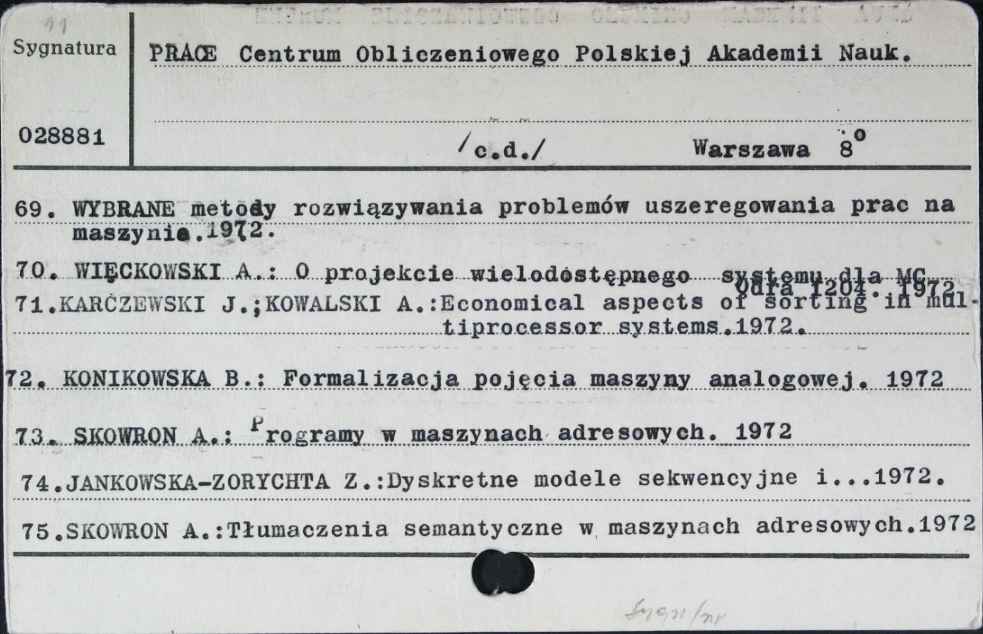 11
Sygnatura
PRACE Centrum Obliczeniowego Polskiej Akademii Nauk.
028881
/c.d./ Warszawa 8°
69. WYBRANE metody rozwiązywania problemów uszeregowania prac na
maszynie.1972.
70. WIĘCKOWSKI A.: O projekcie wielodostępnego systemu dla MC
Odra 1204. 1972
71.KARCZEWSKI J.;KOWALSKI A.:Economical aspects of sorting in mul-
tiprocessor systems.1972.
72. KONIKOWSKA B.: Formalizacja pojęcia maszyny analogowej. 1972
73. SKOWRON A.: Programy w maszynach adresowych. 1972
74.JANKOWSKA-ZORYCHTA Z.:Dyskretne modele sekwencyjne i...1972.
75.SKOWRON A.:Tłumaczenia semantyczne w maszynach adresowych.1972